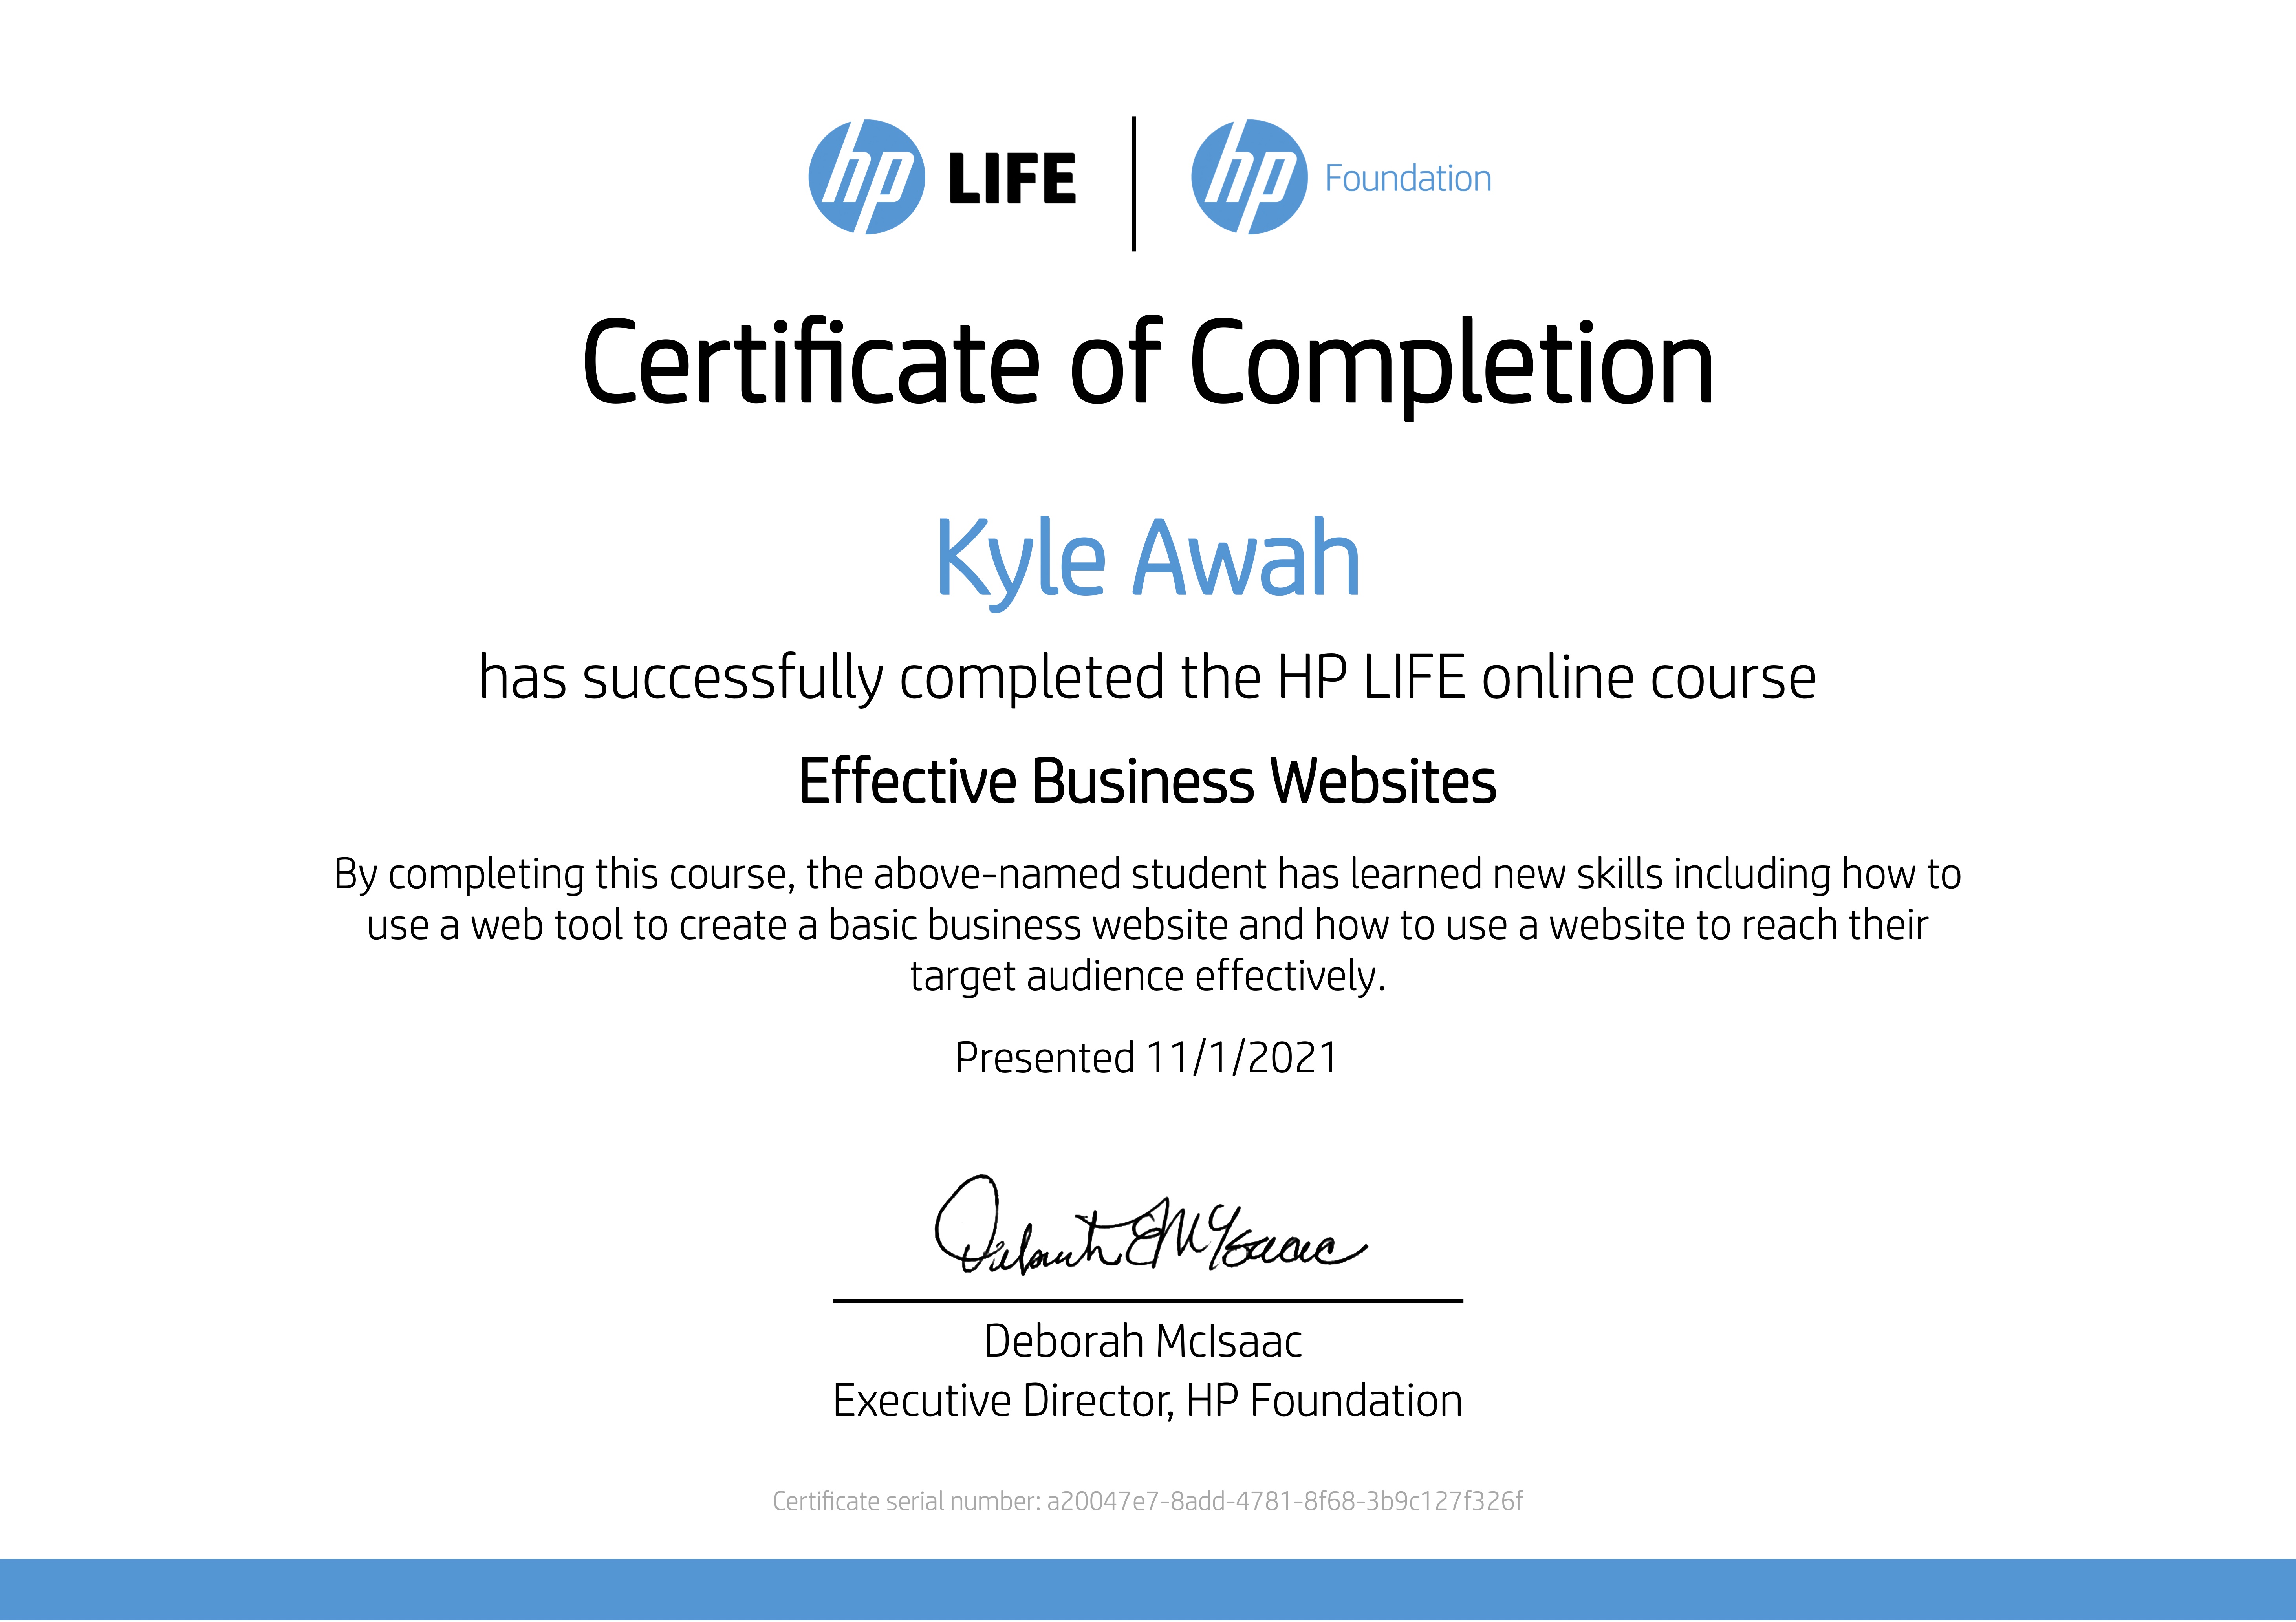 hp LIFE hp Foundation
Certificate of Completion
Kyle Awah
has successfully completed the HP LIFE online course
Effective Business Websites
By completing this course, the above-named student has learned new skills including how to
use a web tool to create a basic business website and how to use a website to reach their
target audience effectively.
Presented 11/1/2021
Deborah E McIsaac
Deborah McIsaac
Executive Director, HP Foundation
Certificate serial number: a20047e7-8add-4781-8f68-3b9c127f326f